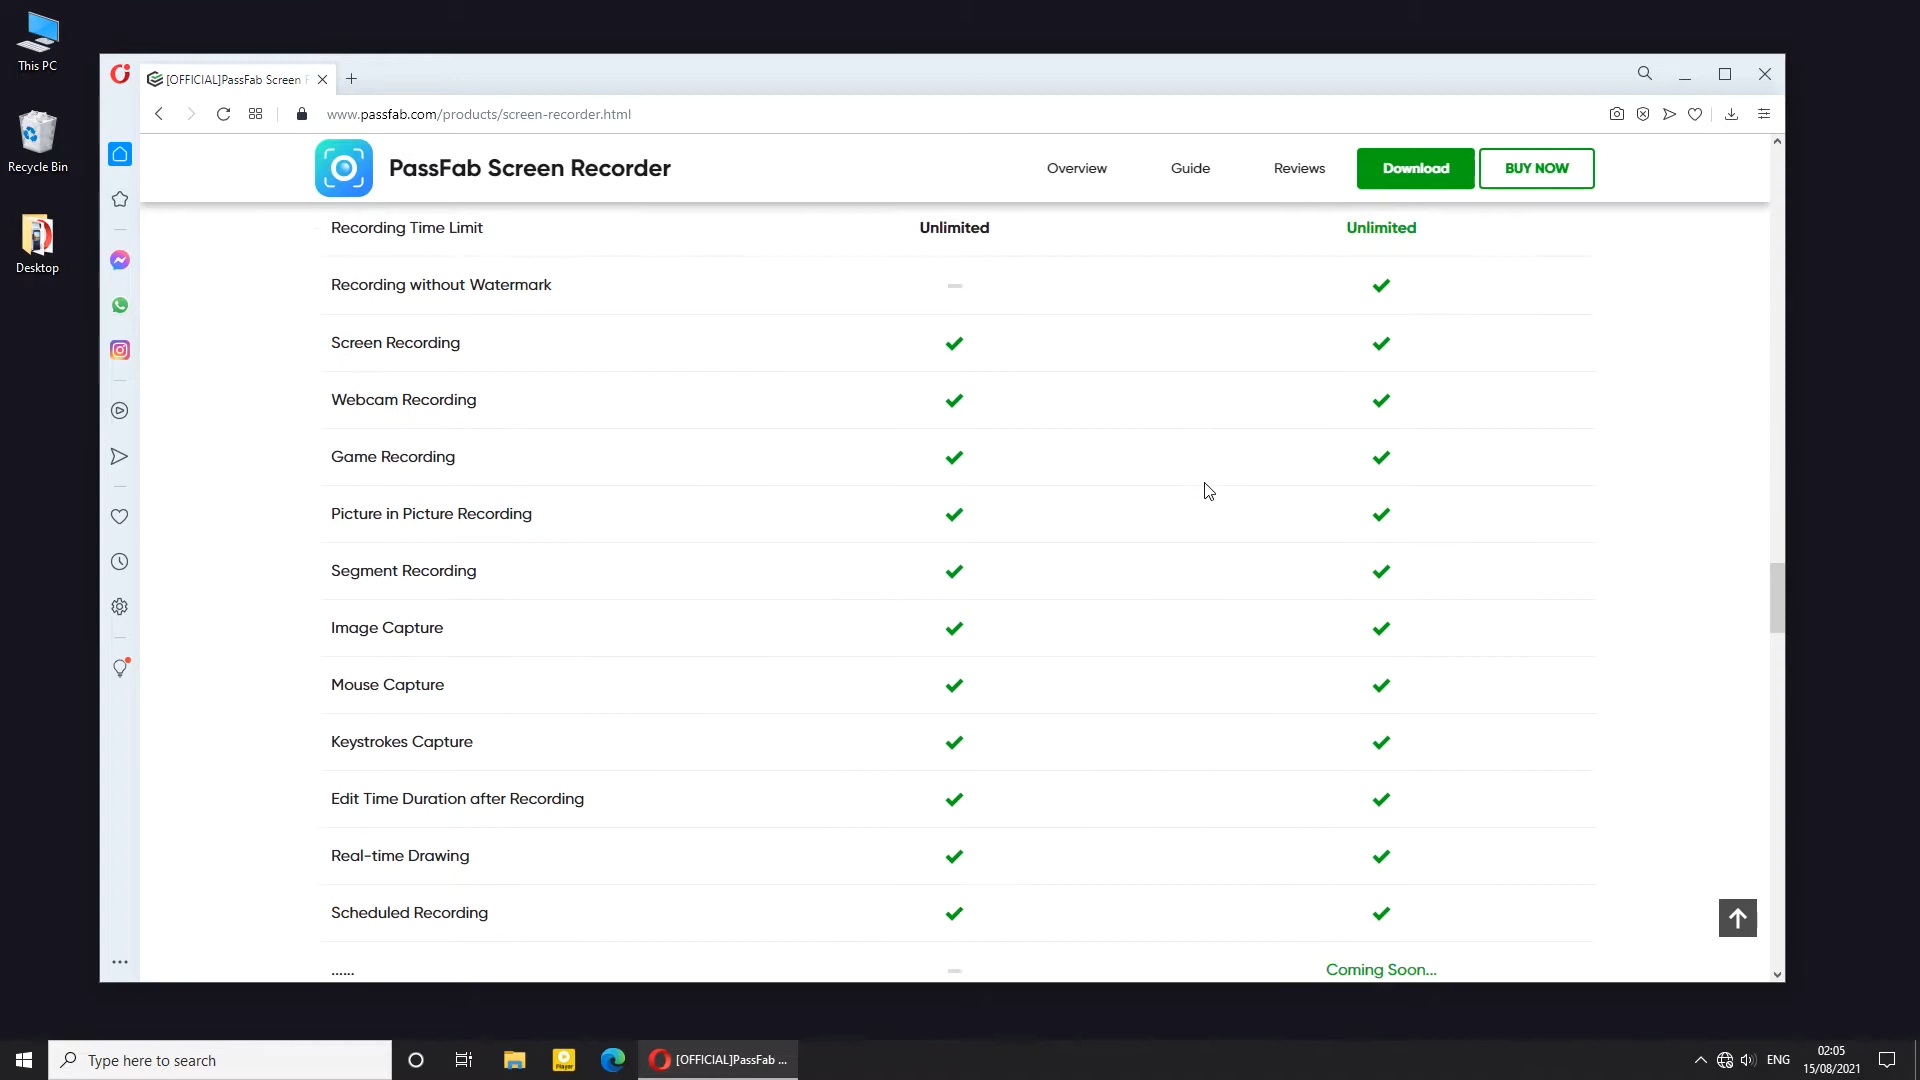 This PC
Recycle Bin
Desktop
[OFFICIAL]PassFab Screen
www.passfab.com/products/screen-recorder.html
PassFab Screen Recorder
Overview
Guide
Reviews
Download
BUY NOW
Recording Time Limit
Unlimited
Unlimited
Recording without Watermark
Screen Recording
Webcam Recording
Game Recording
Picture in Picture Recording
Segment Recording
Image Capture
Mouse Capture
Keystrokes Capture
Edit Time Duration after Recording
Real-time Drawing
Scheduled Recording
......
Coming Soon...
Type here to search
Player
[OFFICIAL]PassFab ...
ENG
02:05
15/08/2021